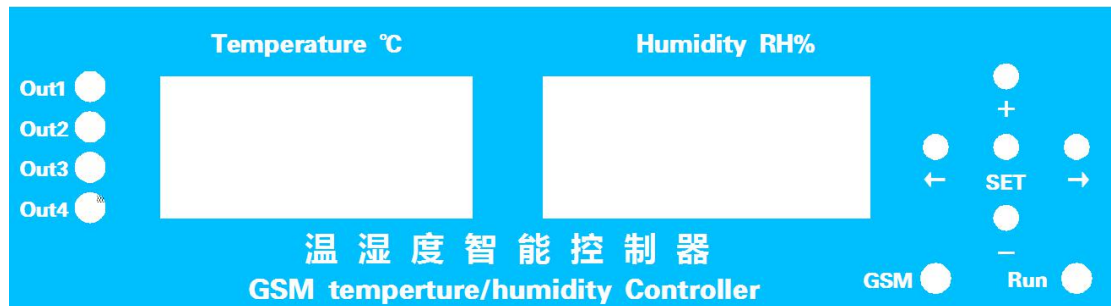 Temperature ℃
Humidity RH%
Out1
Out2
Out3
Out4
+
← SET →
−
温湿度智能控制器
GSM temperture/humidity Controller
GSM
Run